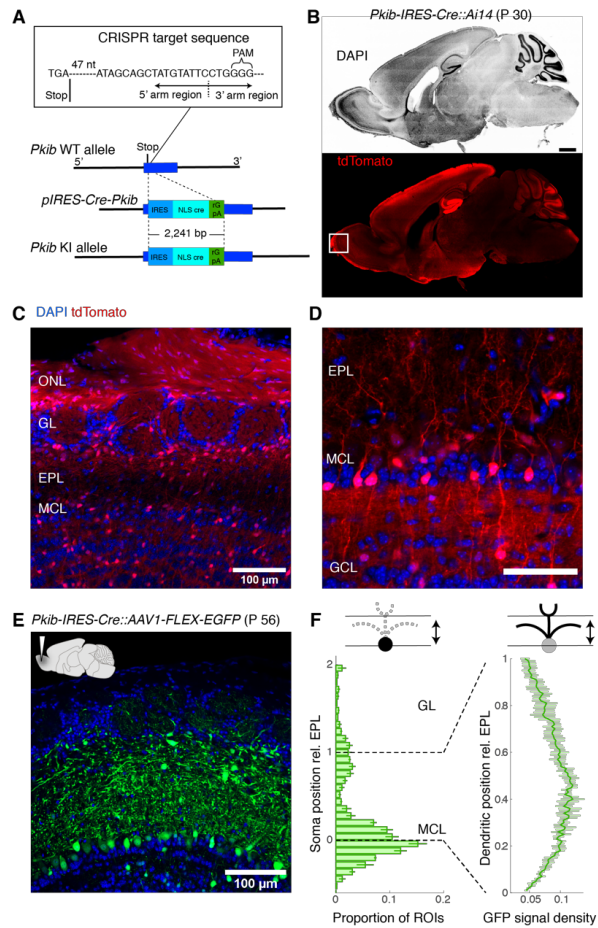 A
CRISPR target sequence
PAM
47 nt
TGA--------ATAGCAGCTATGTATTCCTGGGG---
Stop
5' arm region
3' arm region
Pkib WT allele
Stop
5'
3'
pIRES-Cre-Pkib
IRES
NLS cre
rG
pA
2,241 bp
Pkib KI allele
IRES
NLS cre
rG
pA
B
Pkib-IRES-Cre::Ai14 (P 30)
DAPI
tdTomato
C
DAPI tdTomato
ONL
GL
EPL
MCL
100 µm
D
EPL
MCL
GCL
E
Pkib-IRES-Cre::AAV1-FLEX-EGFP (P 56)
100 µm
F
Soma position rel. EPL
2
1
0
GL
MCL
0
0.1
0.2
Proportion of ROIs
Dendritic position rel. EPL
1
0.8
0.6
0.4
0.2
0
0.05
0.1
GFP signal density